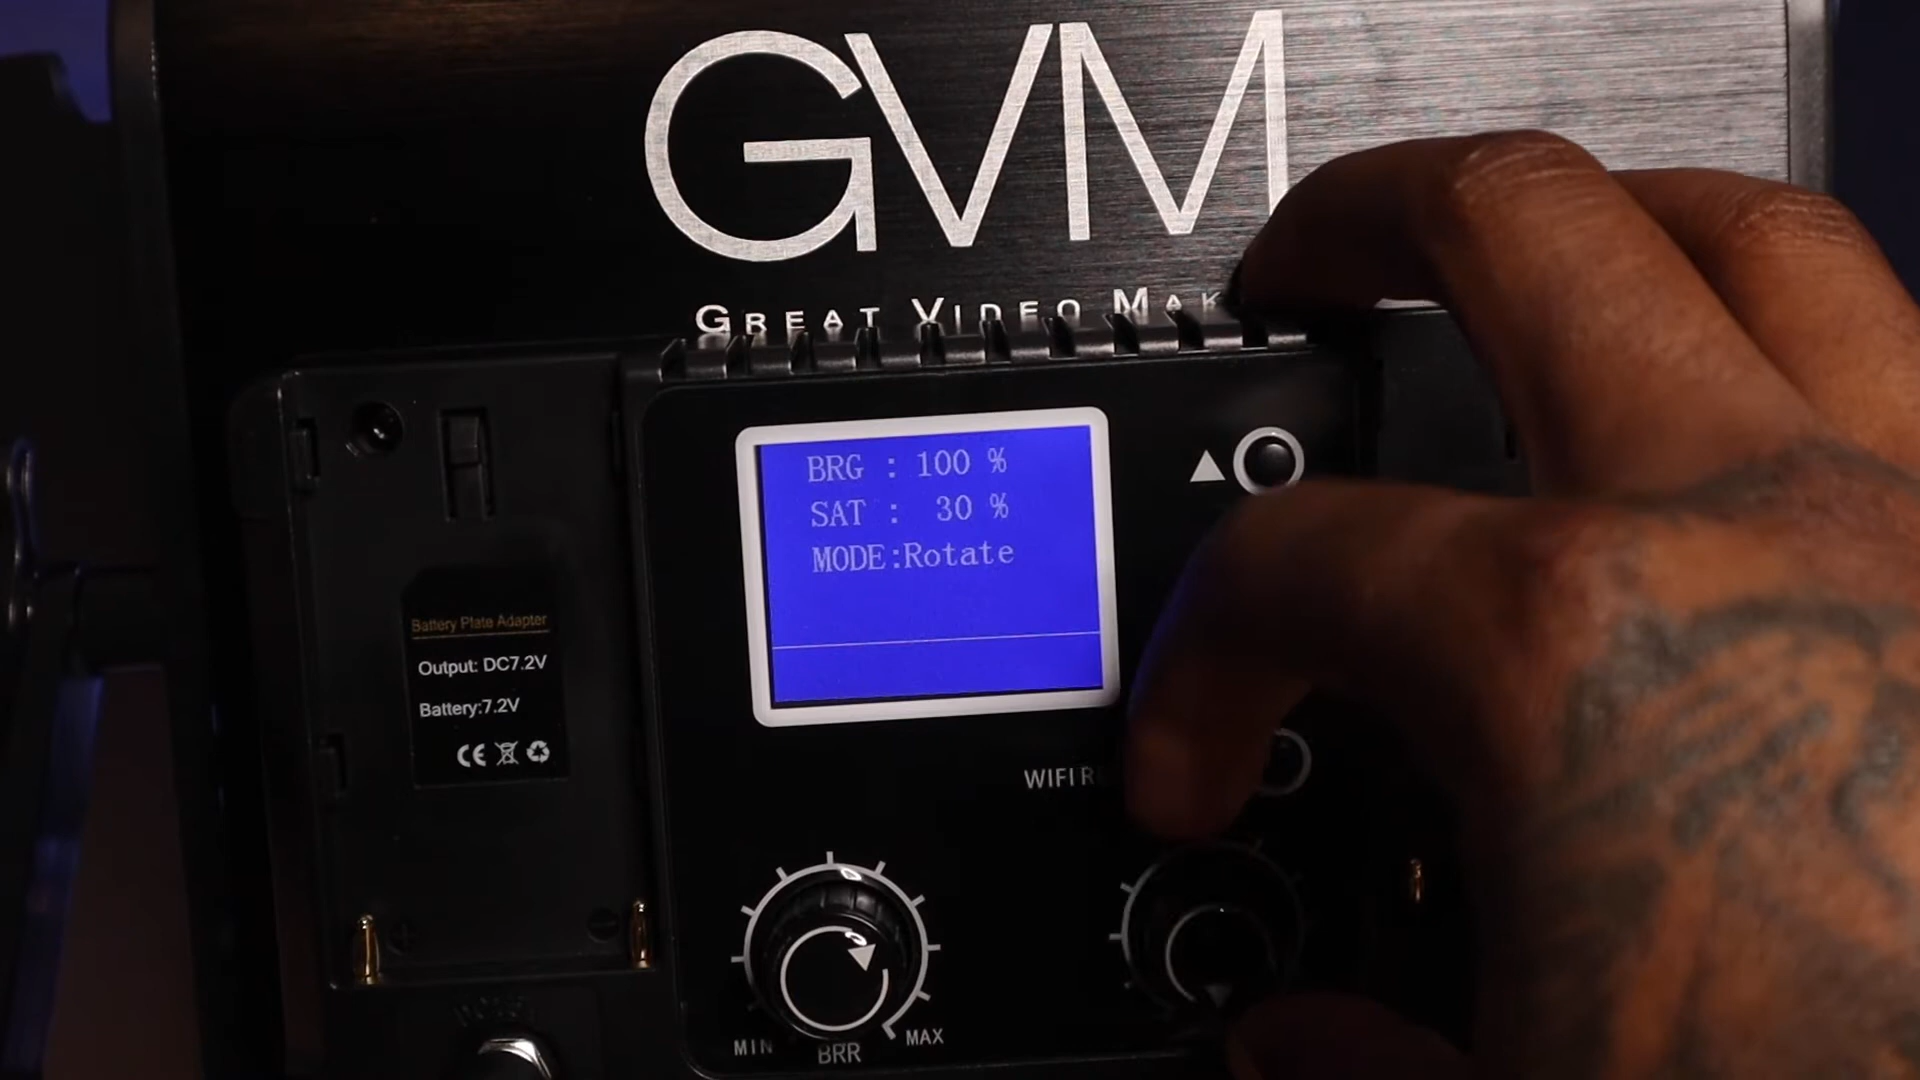 GVM
GREAT VIDEO
BRG : 100 %
SAT : 30 %
MODE:Rotate
Battery Plate Adapter
Output: DC7.2V
Battery:7.2V
CE
WIFI
MIN
BRR
MAX